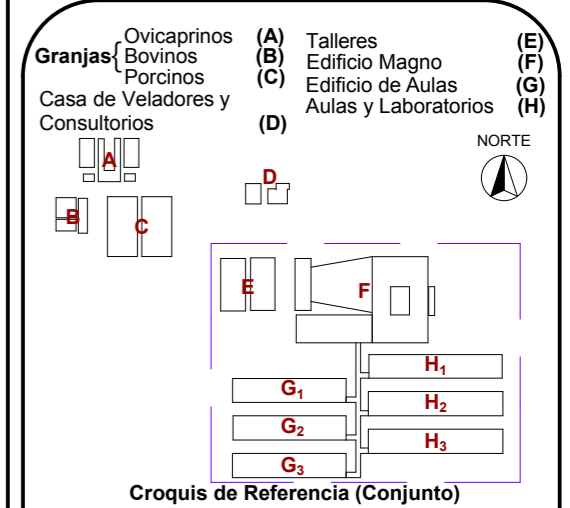 Ovicaprinos (A)
Granjas{ Bovinos (B)
Porcinos (C)
Casa de Veladores y
Consultorios (D)
Talleres (E)
Edificio Magno (F)
Edificio de Aulas (G)
Aulas y Laboratorios (H)
NORTE
A
D
B
C
E
F
H₁
G₁
H₂
G₂
H₃
G₃
Croquis de Referencia (Conjunto)